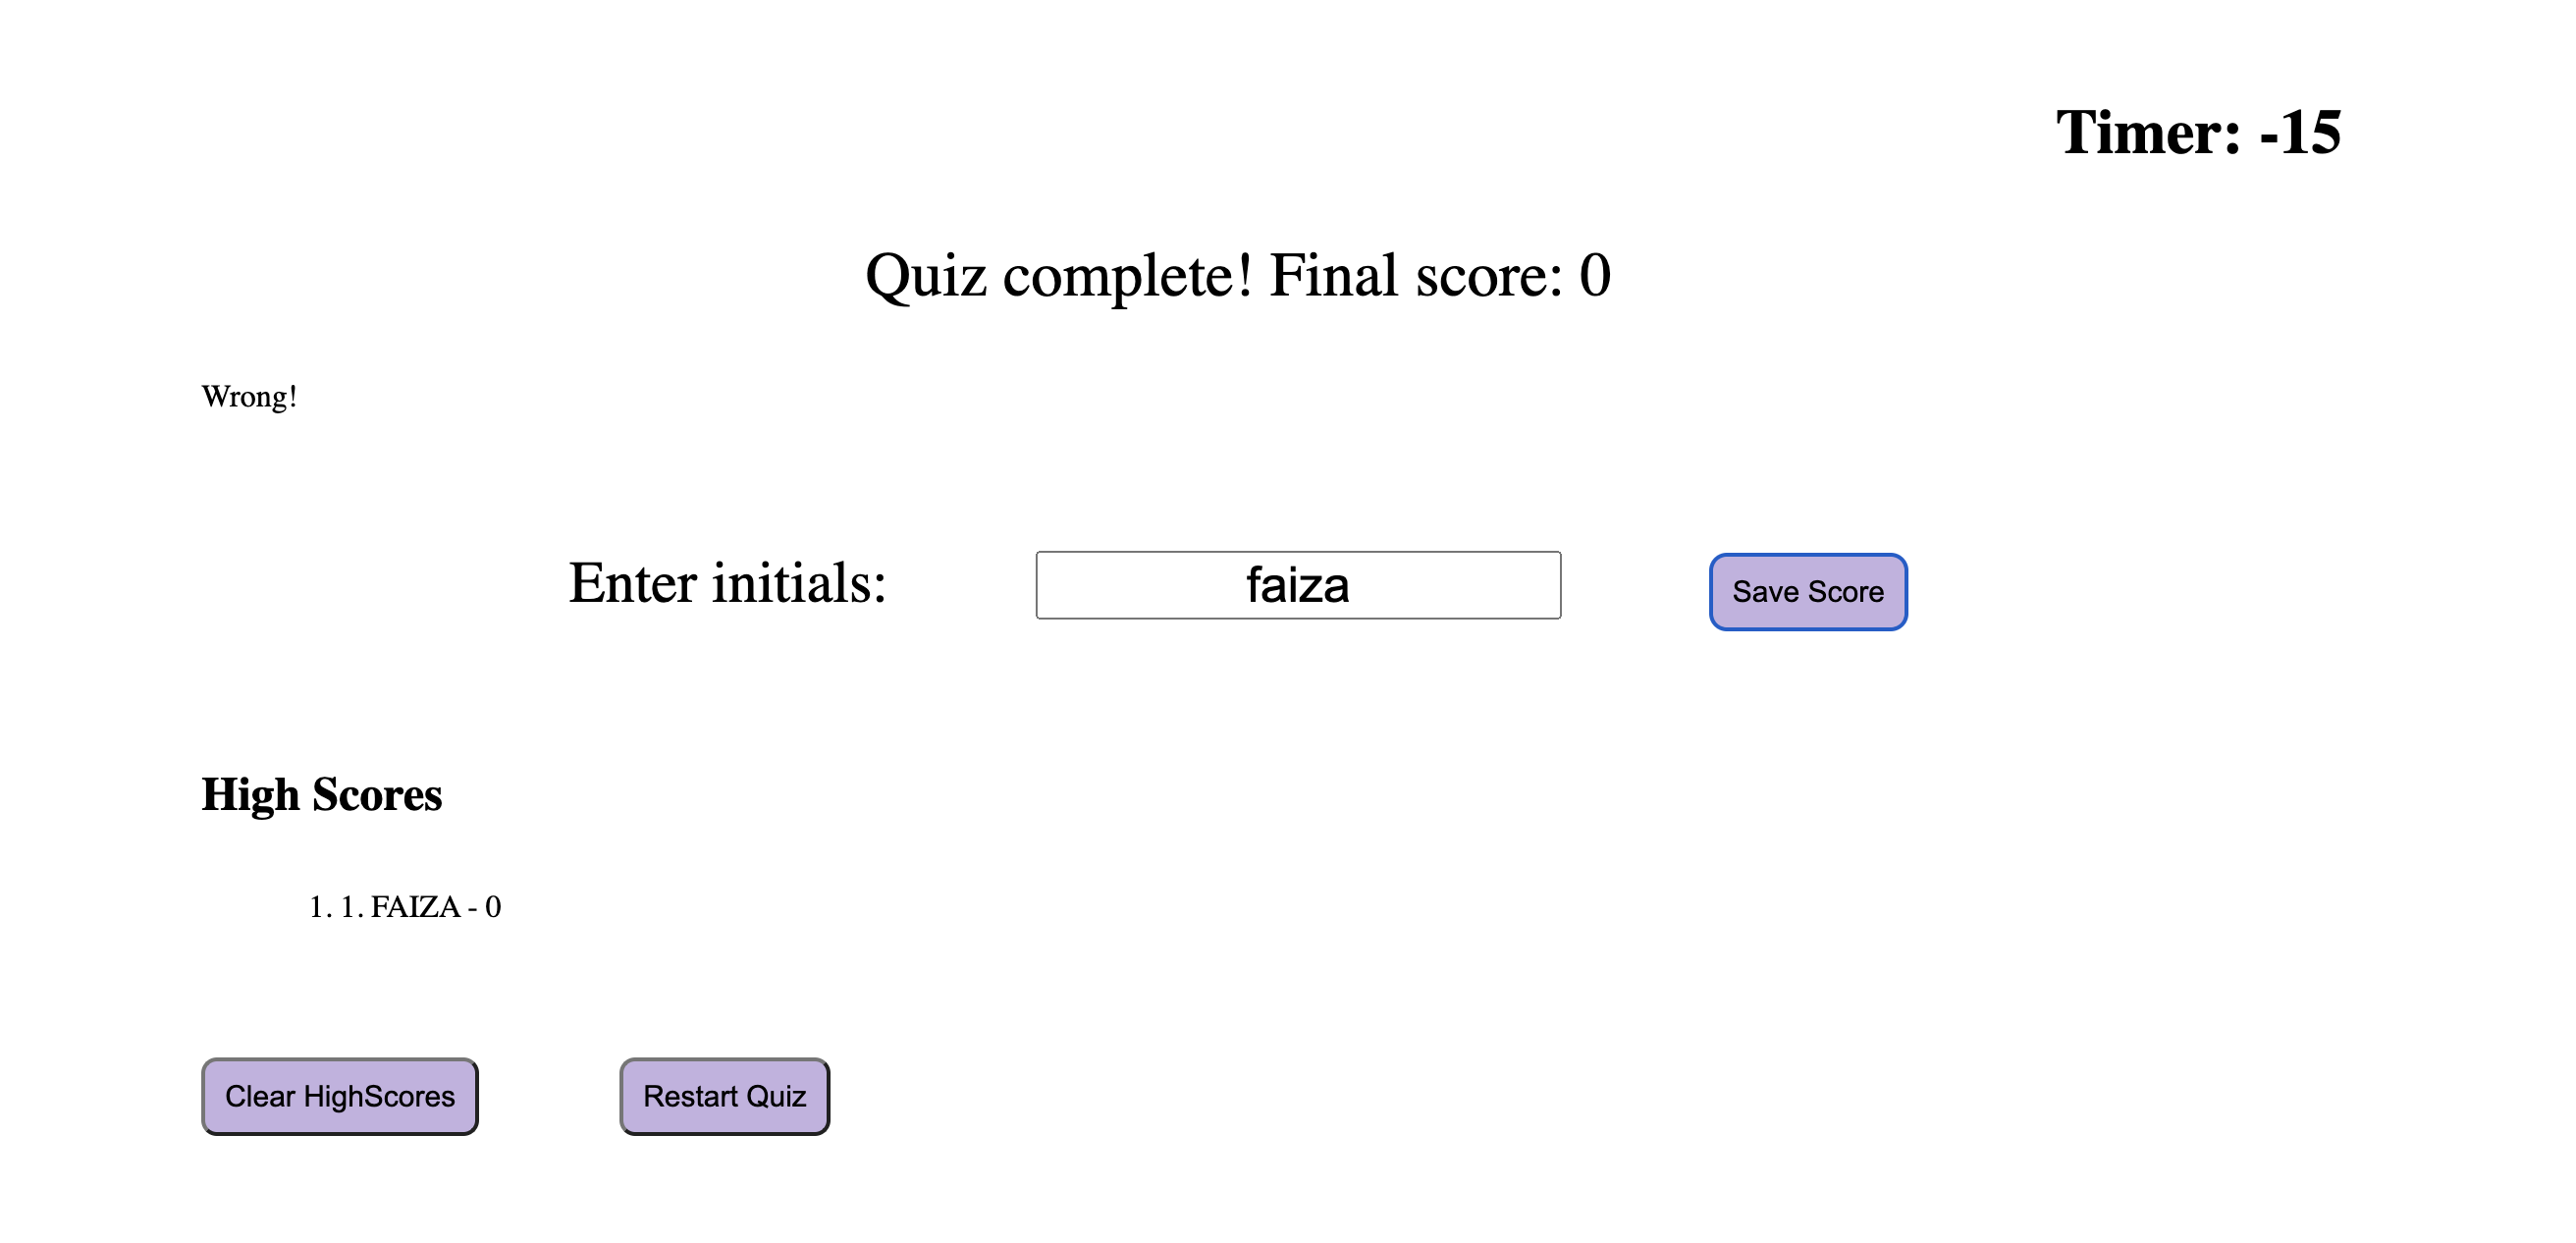 Timer: -15
Quiz complete! Final score: 0
Wrong!
Enter initials: faiza Save Score
High Scores
1. 1. FAIZA - 0
Clear HighScores Restart Quiz